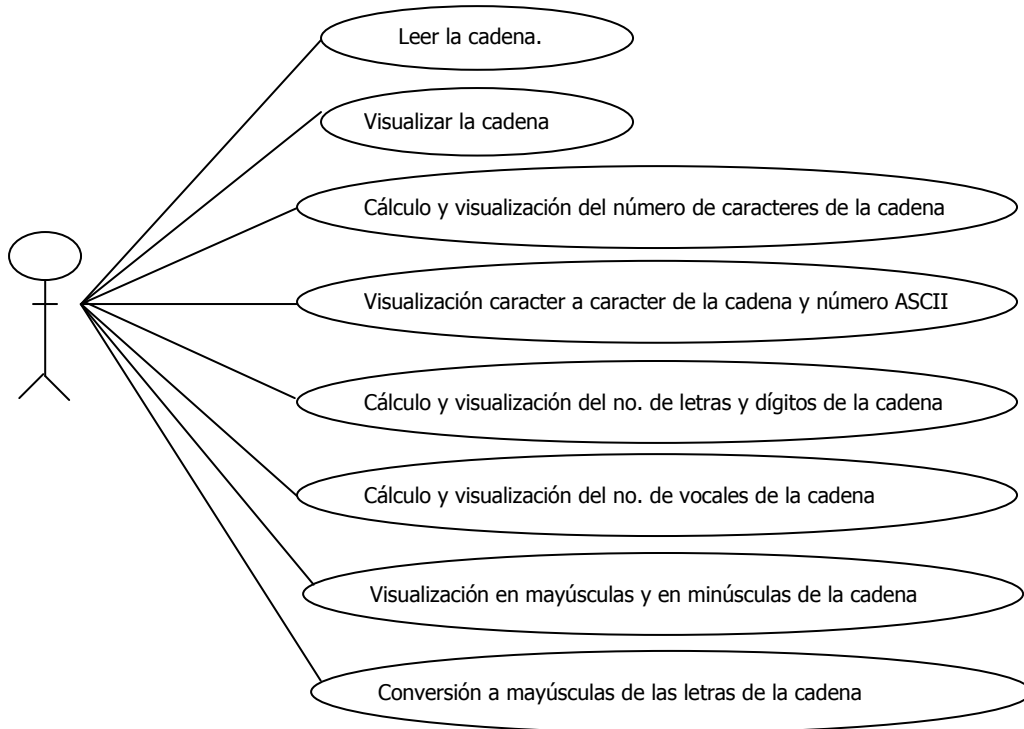 Leer la cadena.
Visualizar la cadena
Cálculo y visualización del número de caracteres de la cadena
Visualización caracter a caracter de la cadena y número ASCII
Cálculo y visualización del no. de letras y dígitos de la cadena
Cálculo y visualización del no. de vocales de la cadena
Visualización en mayúsculas y en minúsculas de la cadena
Conversión a mayúsculas de las letras de la cadena